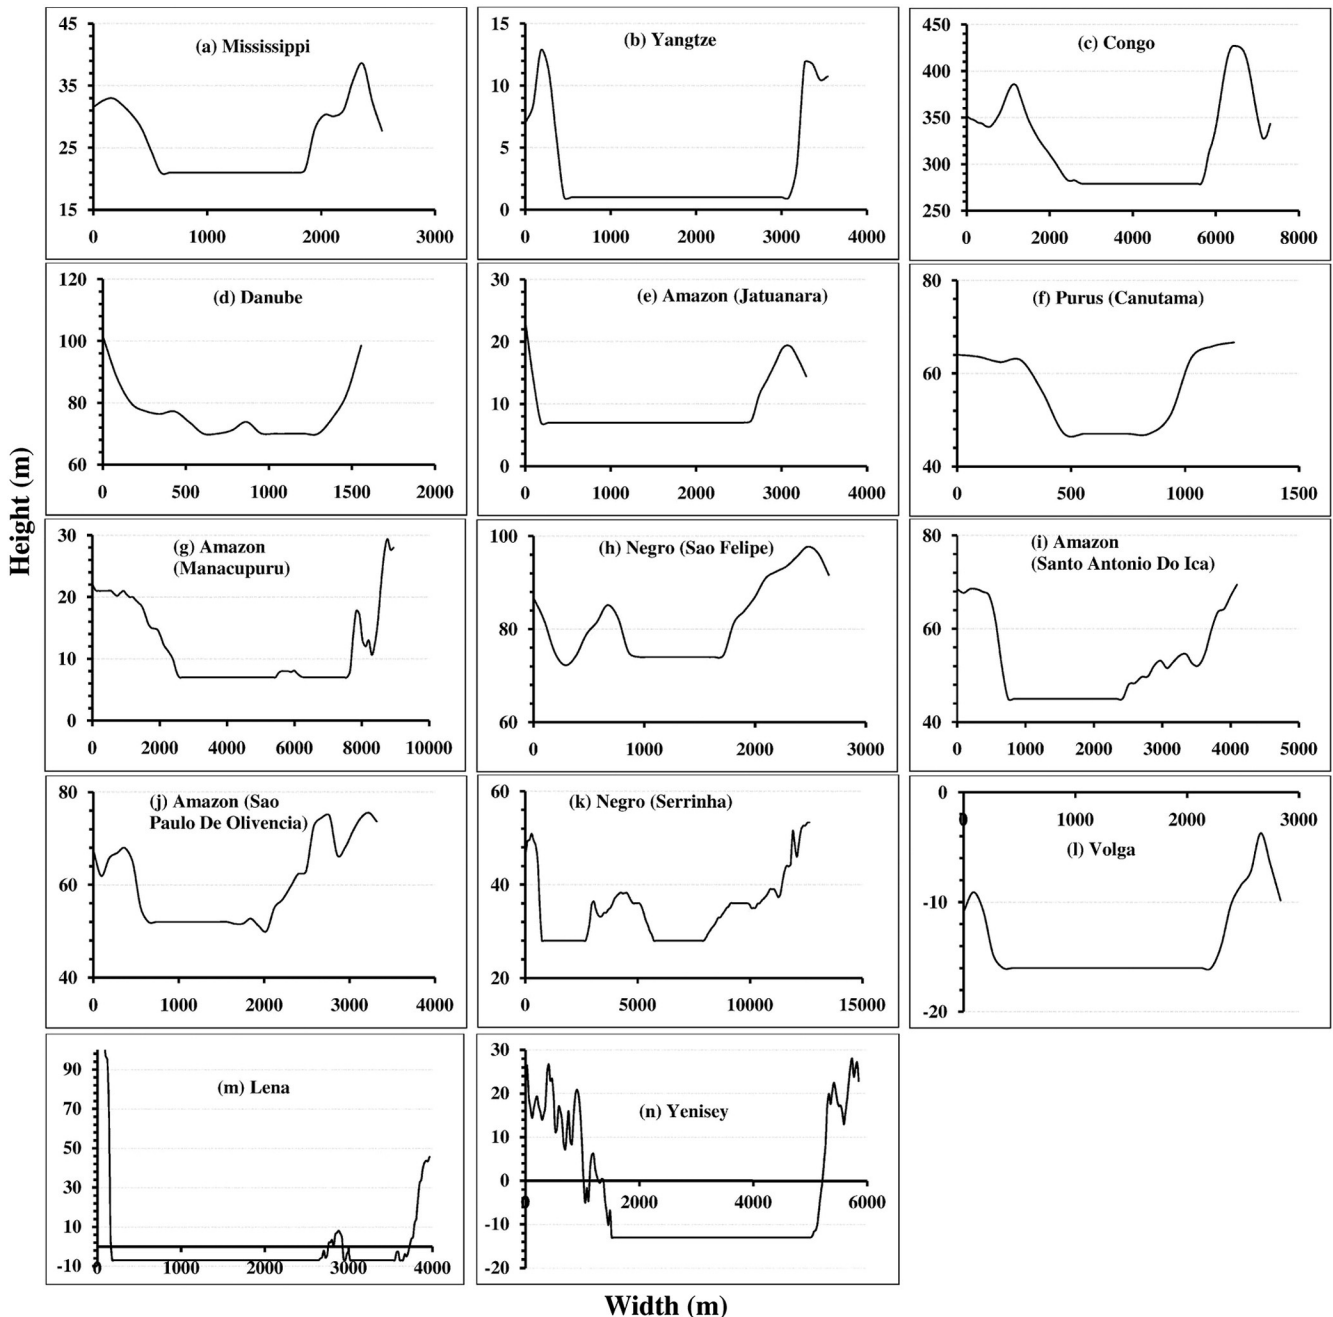 Height (m)
(a) Mississippi
45
35
25
15
0 1000 2000 3000
(b) Yangtze
15
10
5
0
0 1000 2000 3000 4000
(c) Congo
450
400
350
300
250
0 2000 4000 6000 8000
(d) Danube
120
100
80
60
0 500 1000 1500 2000
(e) Amazon (Jatuanara)
30
20
10
0
0 1000 2000 3000 4000
(f) Purus (Canutama)
80
60
40
0 500 1000 1500
(g) Amazon
(Manacupuru)
30
20
10
0
0 2000 4000 6000 8000 10000
(h) Negro (Sao Felipe)
100
80
60
0 1000 2000 3000
(i) Amazon
(Santo Antonio Do Ica)
80
60
40
0 1000 2000 3000 4000 5000
(j) Amazon (Sao
Paulo De Olivencia)
80
60
40
0 1000 2000 3000 4000
(k) Negro (Serrinha)
60
40
20
0 5000 10000 15000
(l) Volga
0
-10
-20
0 1000 2000 3000
(m) Lena
90
70
50
30
10
-10
0 1000 2000 3000 4000
(n) Yenisey
30
20
10
0
-10
-20
0 2000 4000 6000
Width (m)